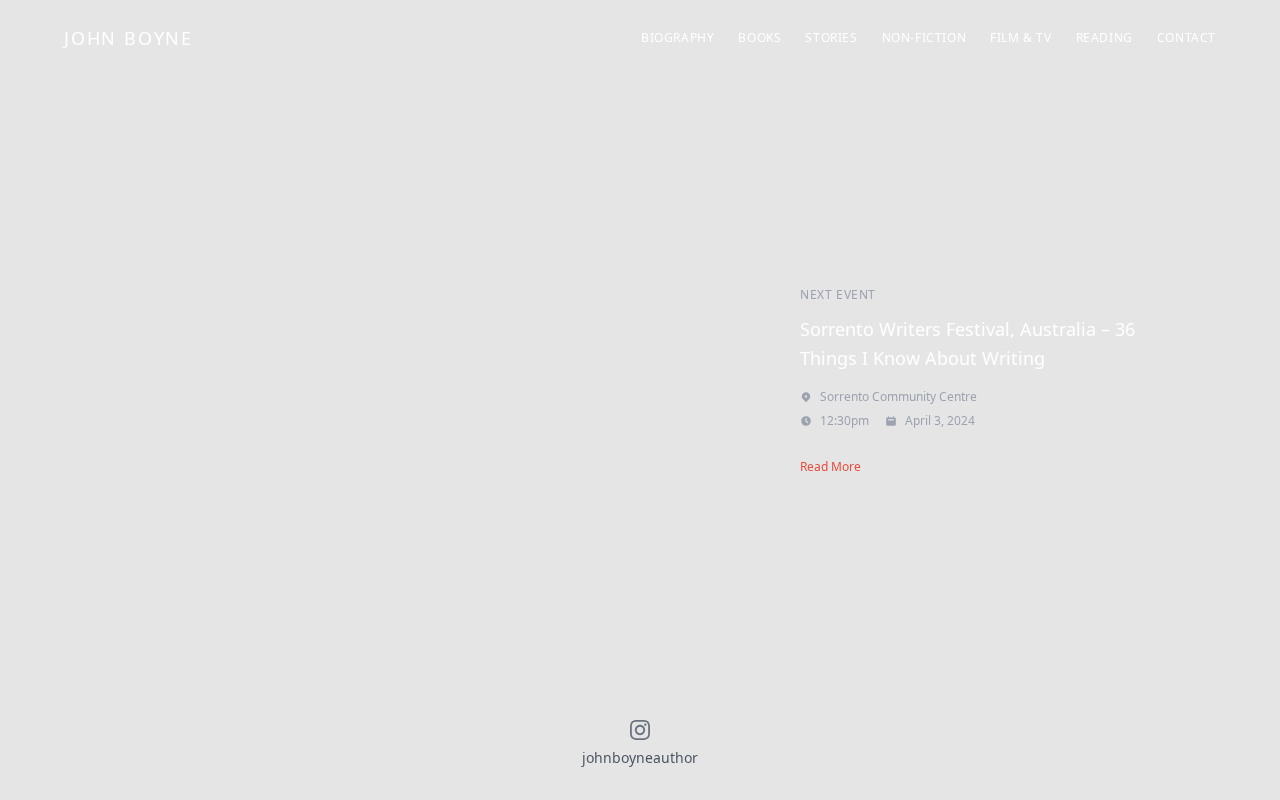 JOHN BOYNE
BIOGRAPHY BOOKS STORIES NON-FICTION FILM & TV READING CONTACT
NEXT EVENT
Sorrento Writers Festival, Australia – 36
Things I Know About Writing
Sorrento Community Centre
12:30pm April 3, 2024
Read More
johnboyneauthor